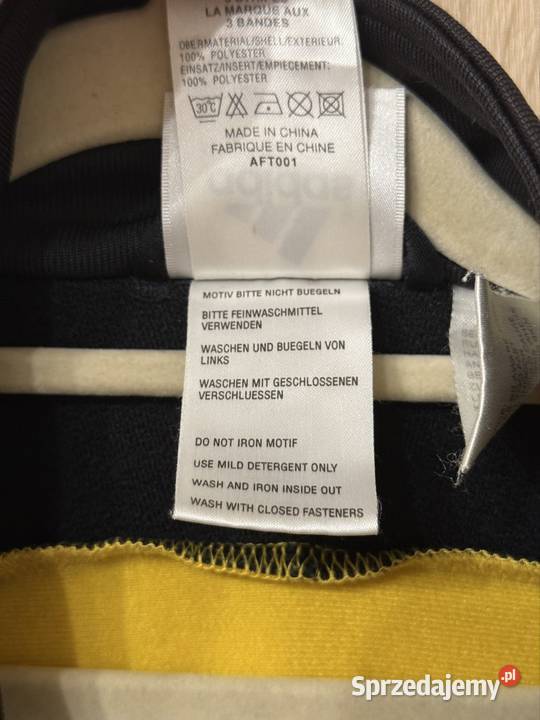 LA MARQUE AUX
3 BANDES
OBERMATERIAL/SHELL/EXTERIEUR:
100% POLYESTER
EINSATZ/INSERT/EMPIECEMENT:
100% POLYESTER
30°C
MADE IN CHINA
FABRIQUE EN CHINE
AFT001
adidas
MOTIV BITTE NICHT BUEGELN
BITTE FEINWASCHMITTEL
VERWENDEN
WASCHEN UND BUEGELN VON
LINKS
WASCHEN MIT GESCHLOSSENEN
VERSCHLUESSEN
DO NOT IRON MOTIF
USE MILD DETERGENT ONLY
WASH AND IRON INSIDE OUT
WASH WITH CLOSED FASTENERS
Sprzedajemy.pl